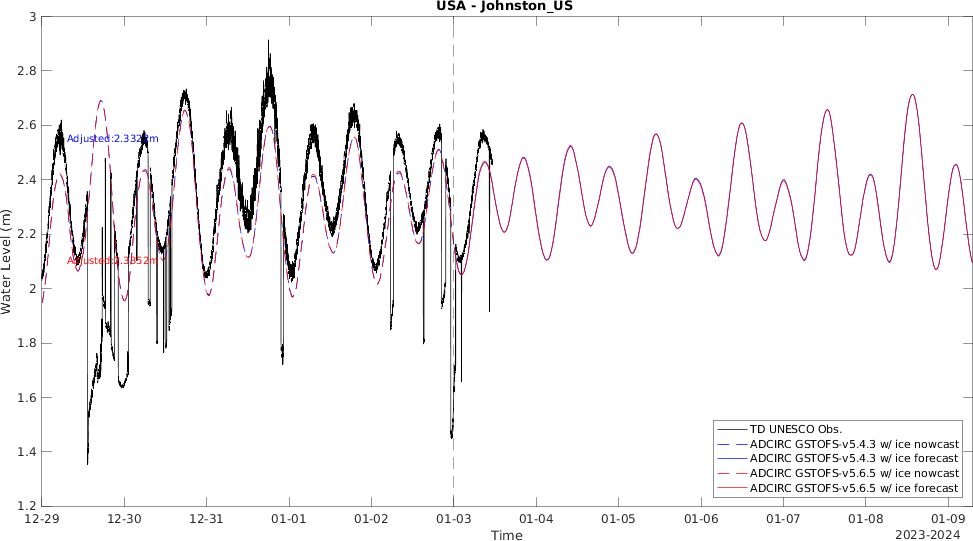 USA - Johnston_US
Water Level (m)
3
2.8
2.6
2.4
2.2
2
1.8
1.6
1.4
1.2
TD UNESCO Obs.
ADCIRC GSTOFS-v5.4.3 w/ ice nowcast
ADCIRC GSTOFS-v5.4.3 w/ ice forecast
ADCIRC GSTOFS-v5.6.5 w/ ice nowcast
ADCIRC GSTOFS-v5.6.5 w/ ice forecast
12-29 12-30 12-31 01-01 01-02 01-03 01-04 01-05 01-06 01-07 01-08 01-09
Time
2023-2024